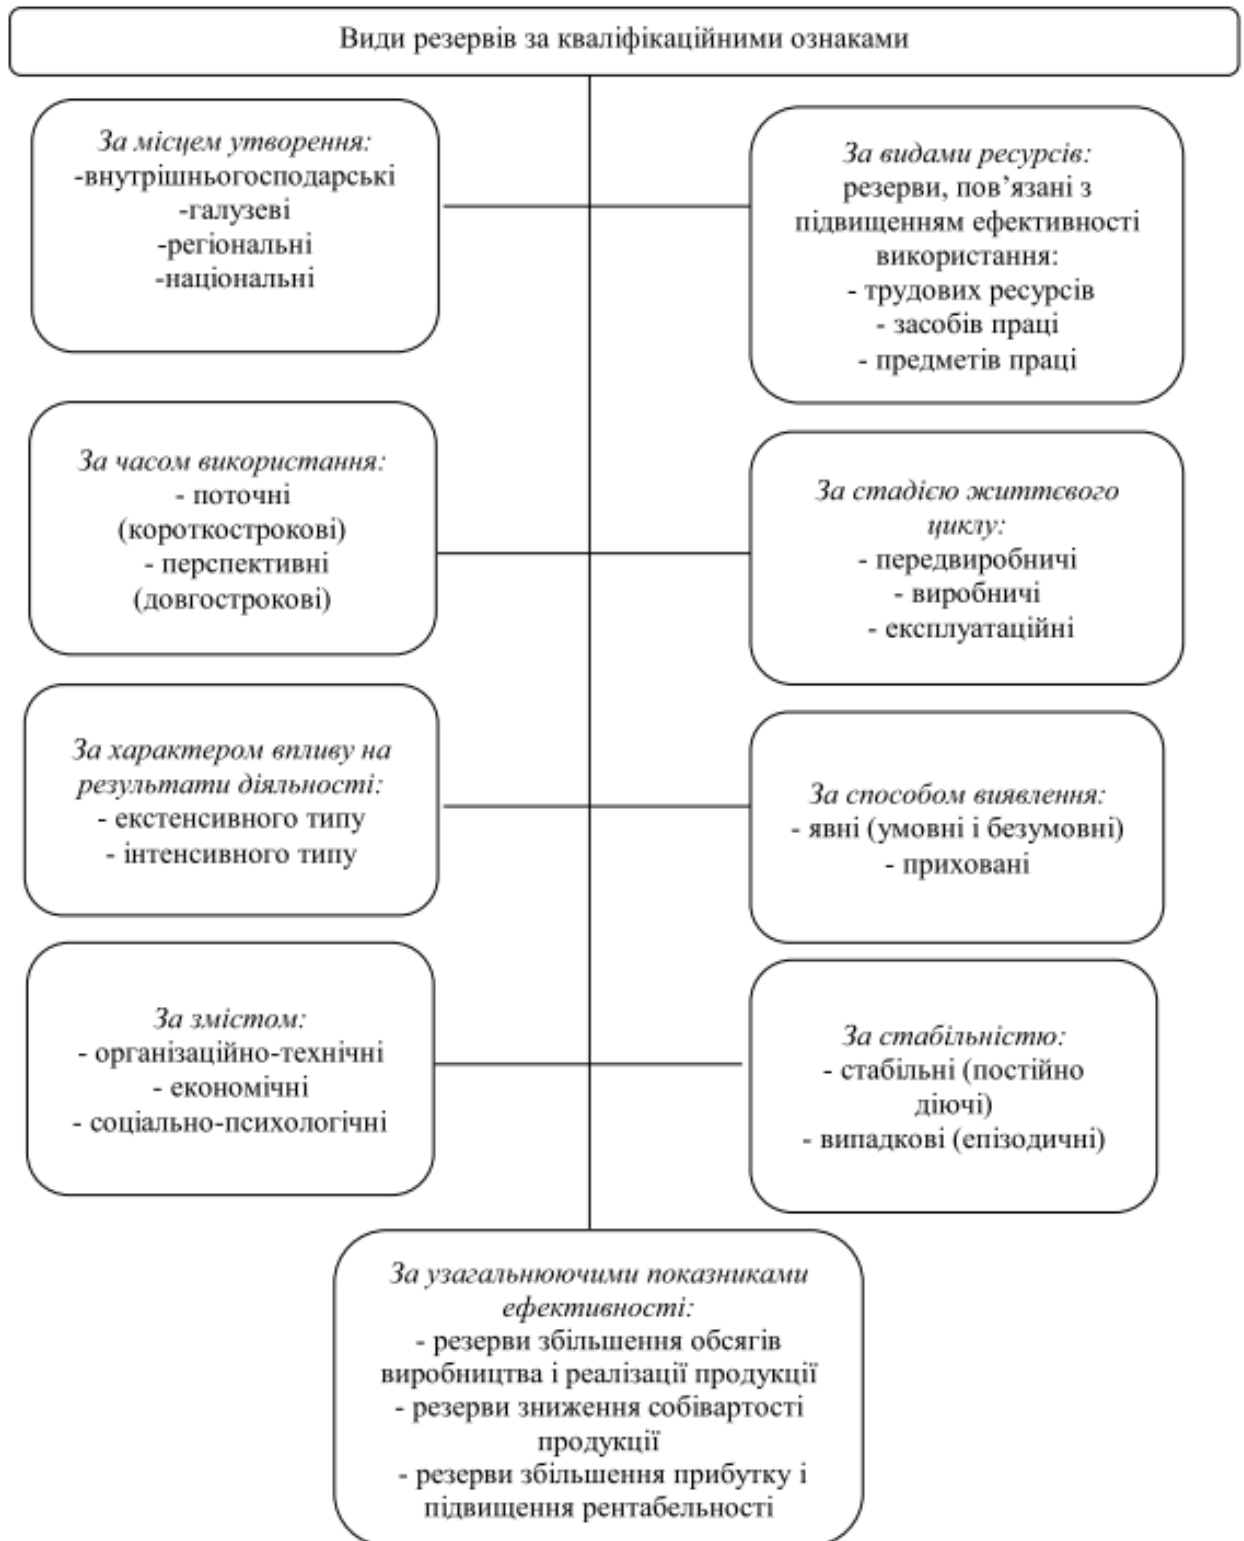 Види резервів за кваліфікаційними ознаками
За місцем утворення:
-внутрішньогосподарські
-галузеві
-регіональні
-національні
За видами ресурсів:
резерви, пов’язані з
підвищенням ефективності
використання:
- трудових ресурсів
- засобів праці
- предметів праці
За часом використання:
- поточні
(короткострокові)
- перспективні
(довгострокові)
За стадією життєвого
циклу:
- передвиробничі
- виробничі
- експлуатаційні
За характером впливу на
результати діяльності:
- екстенсивного типу
- інтенсивного типу
За способом виявлення:
- явні (умовні і безумовні)
- приховані
За змістом:
- організаційно-технічні
- економічні
- соціально-психологічні
За стабільністю:
- стабільні (постійно
діючі)
- випадкові (епізодичні)
За узагальнюючими показниками
ефективності:
- резерви збільшення обсягів
виробництва і реалізації продукції
- резерви зниження собівартості
продукції
- резерви збільшення прибутку і
підвищення рентабельності